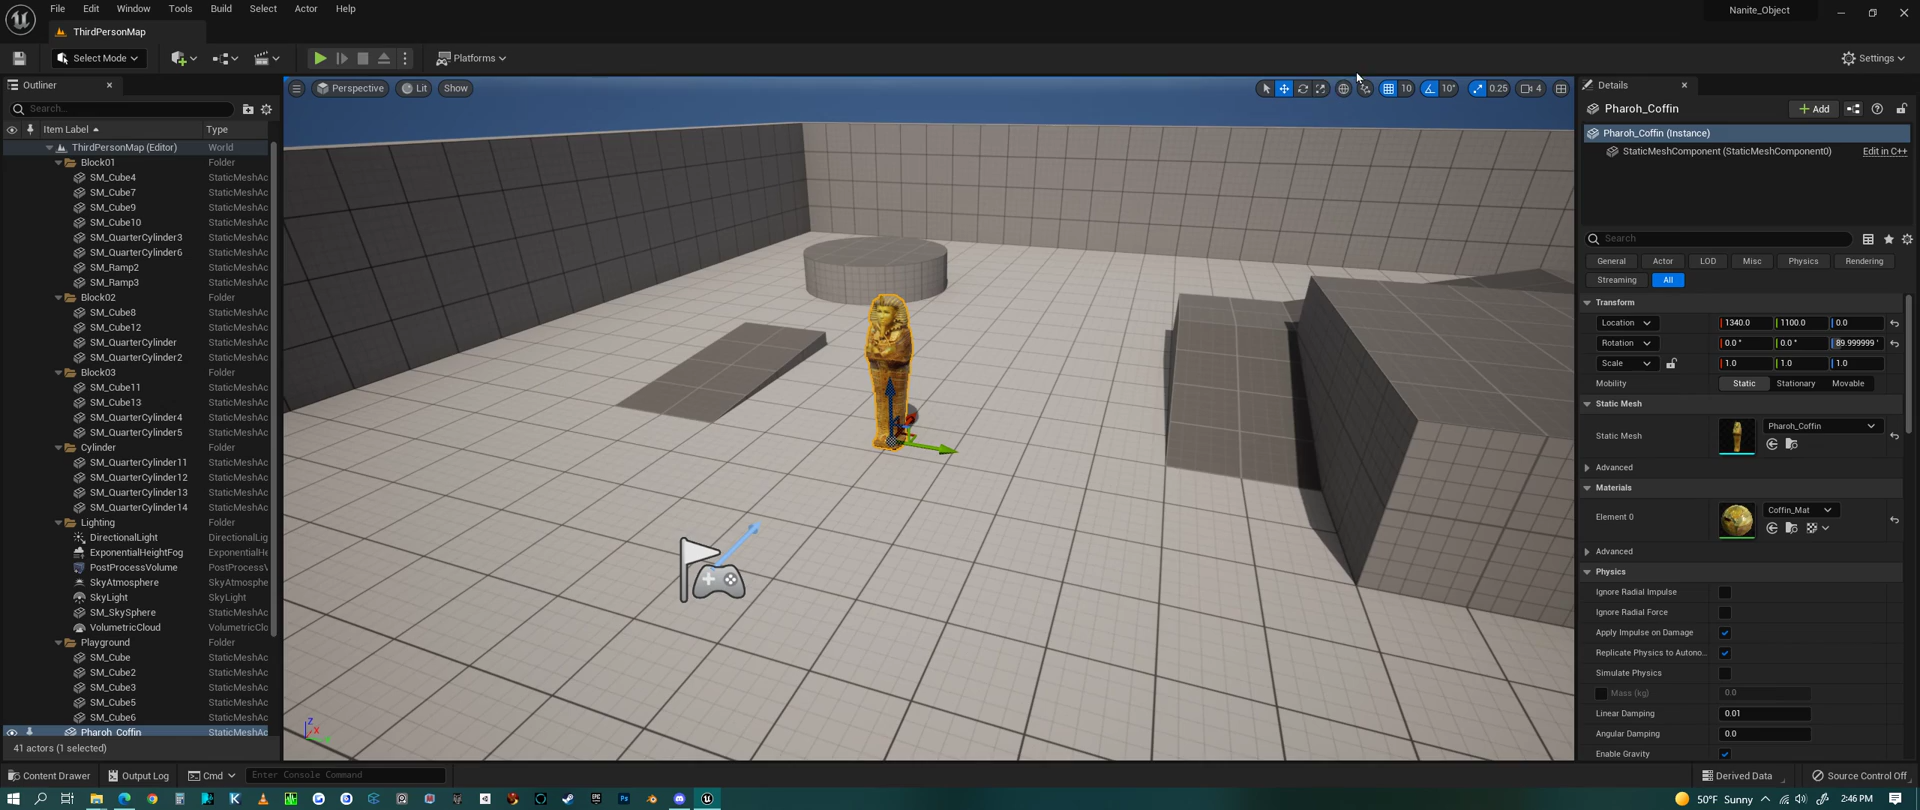 File Edit Window Tools Build Select Actor Help
Nanite_Object
ThirdPersonMap
Select Mode
Platforms
Settings
Outliner
Search...
Item Label
Type
ThirdPersonMap (Editor) World
Block01 Folder
SM_Cube4 StaticMeshAc
SM_Cube7 StaticMeshAc
SM_Cube9 StaticMeshAc
SM_Cube10 StaticMeshAc
SM_QuarterCylinder3 StaticMeshAc
SM_QuarterCylinder6 StaticMeshAc
SM_Ramp2 StaticMeshAc
SM_Ramp3 StaticMeshAc
Block02 Folder
SM_Cube8 StaticMeshAc
SM_Cube12 StaticMeshAc
SM_QuarterCylinder StaticMeshAc
SM_QuarterCylinder2 StaticMeshAc
Block03 Folder
SM_Cube11 StaticMeshAc
SM_Cube13 StaticMeshAc
SM_QuarterCylinder4 StaticMeshAc
SM_QuarterCylinder5 StaticMeshAc
Cylinder Folder
SM_QuarterCylinder11 StaticMeshAc
SM_QuarterCylinder12 StaticMeshAc
SM_QuarterCylinder13 StaticMeshAc
SM_QuarterCylinder14 StaticMeshAc
Lighting Folder
DirectionalLight DirectionalLig
ExponentialHeightFog ExponentialHe
PostProcessVolume PostProcessV
SkyAtmosphere SkyAtmospher
SkyLight SkyLight
SM_SkySphere StaticMeshAc
VolumetricCloud VolumetricClo
Playground Folder
SM_Cube StaticMeshAc
SM_Cube2 StaticMeshAc
SM_Cube3 StaticMeshAc
SM_Cube5 StaticMeshAc
SM_Cube6 StaticMeshAc
Pharoh_Coffin StaticMeshAc
41 actors (1 selected)
Perspective Lit Show
10 10° 0.25 4
Z X
Details
Pharoh_Coffin
Add
Pharoh_Coffin (Instance)
StaticMeshComponent (StaticMeshComponent0) Edit in C++
Search
General Actor LOD Misc Physics Rendering
Streaming All
Transform
Location 1340.0 1100.0 0.0
Rotation 0.0 ° 0.0 ° 89.999999 °
Scale 1.0 1.0 1.0
Mobility Static Stationary Movable
Static Mesh
Static Mesh Pharoh_Coffin
Advanced
Materials
Element 0 Coffin_Mat
Advanced
Physics
Ignore Radial Impulse
Ignore Radial Force
Apply Impulse on Damage
Replicate Physics to Autono...
Simulate Physics
Mass (kg) 0.0
Linear Damping 0.01
Angular Damping 0.0
Enable Gravity
Content Drawer Output Log Cmd Enter Console Command
Derived Data Source Control Off
50°F Sunny 2:46 PM